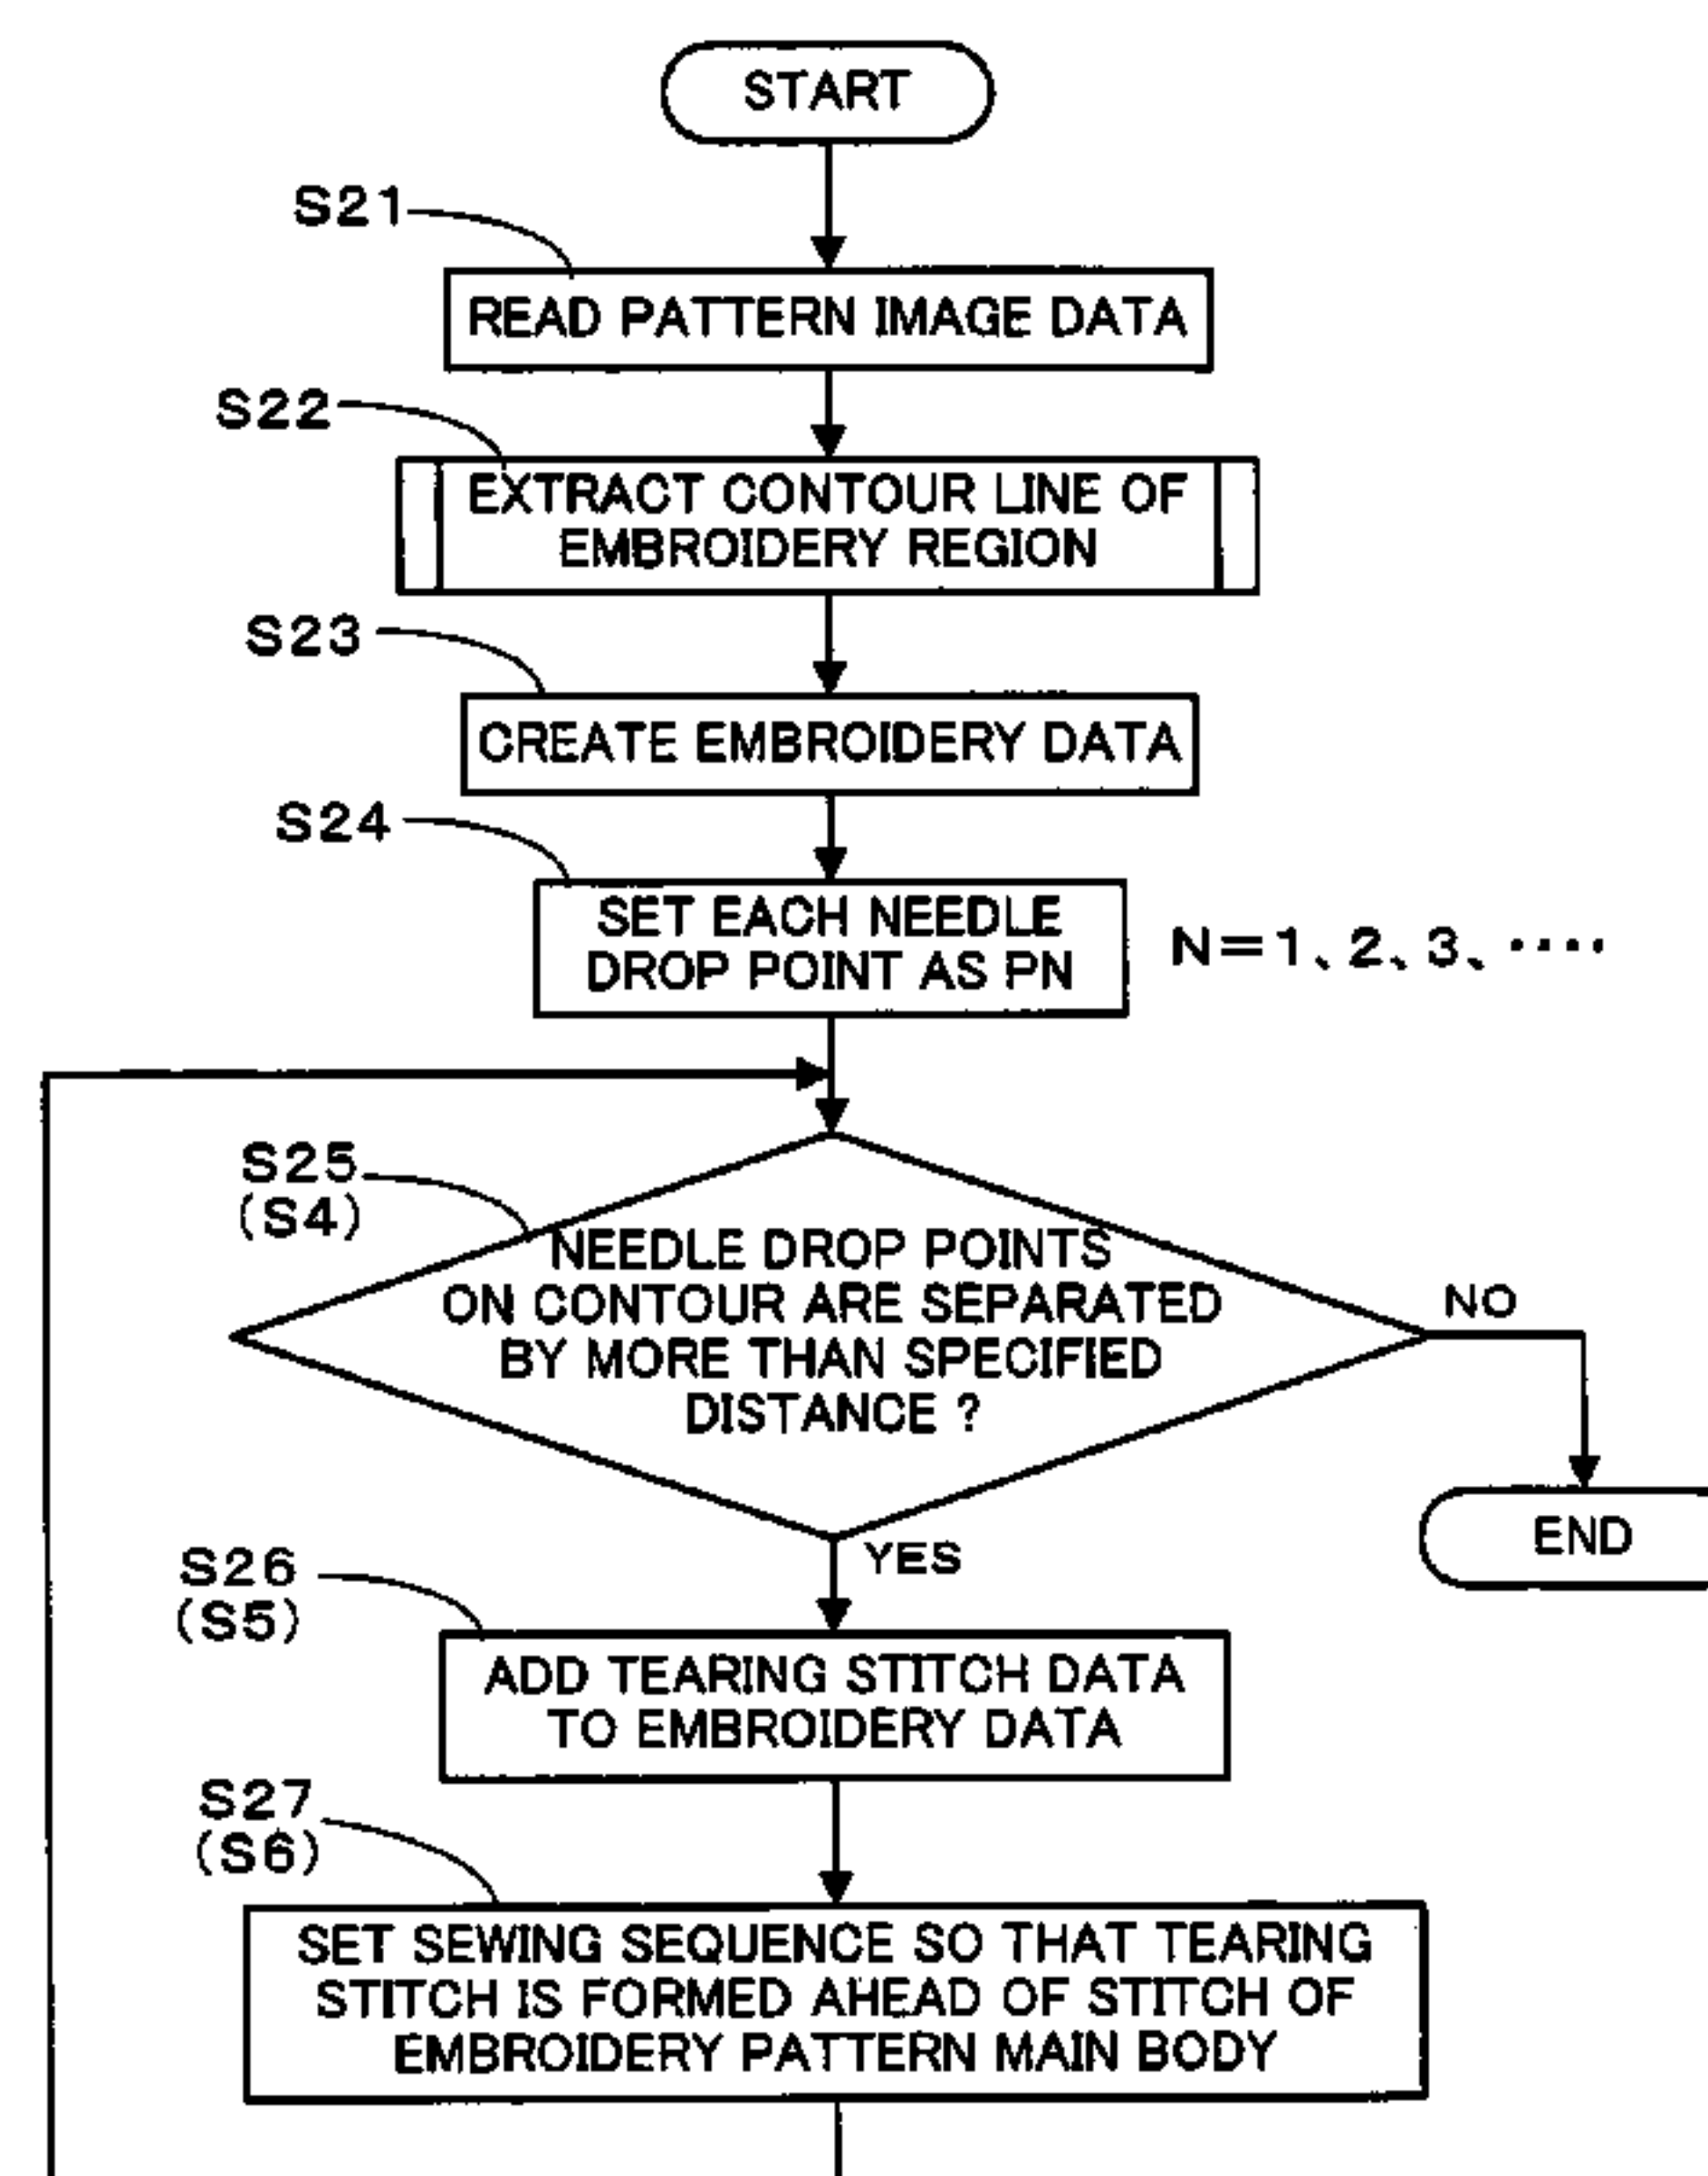 START
S21
READ PATTERN IMAGE DATA
S22
EXTRACT CONTOUR LINE OF
EMBROIDERY REGION
S23
CREATE EMBROIDERY DATA
S24
SET EACH NEEDLE
DROP POINT AS PN
N=1、2、3、····
S25
(S4)
NEEDLE DROP POINTS
ON CONTOUR ARE SEPARATED
BY MORE THAN SPECIFIED
DISTANCE ?
NO
END
YES
S26
(S5)
ADD TEARING STITCH DATA
TO EMBROIDERY DATA
S27
(S6)
SET SEWING SEQUENCE SO THAT TEARING
STITCH IS FORMED AHEAD OF STITCH OF
EMBROIDERY PATTERN MAIN BODY